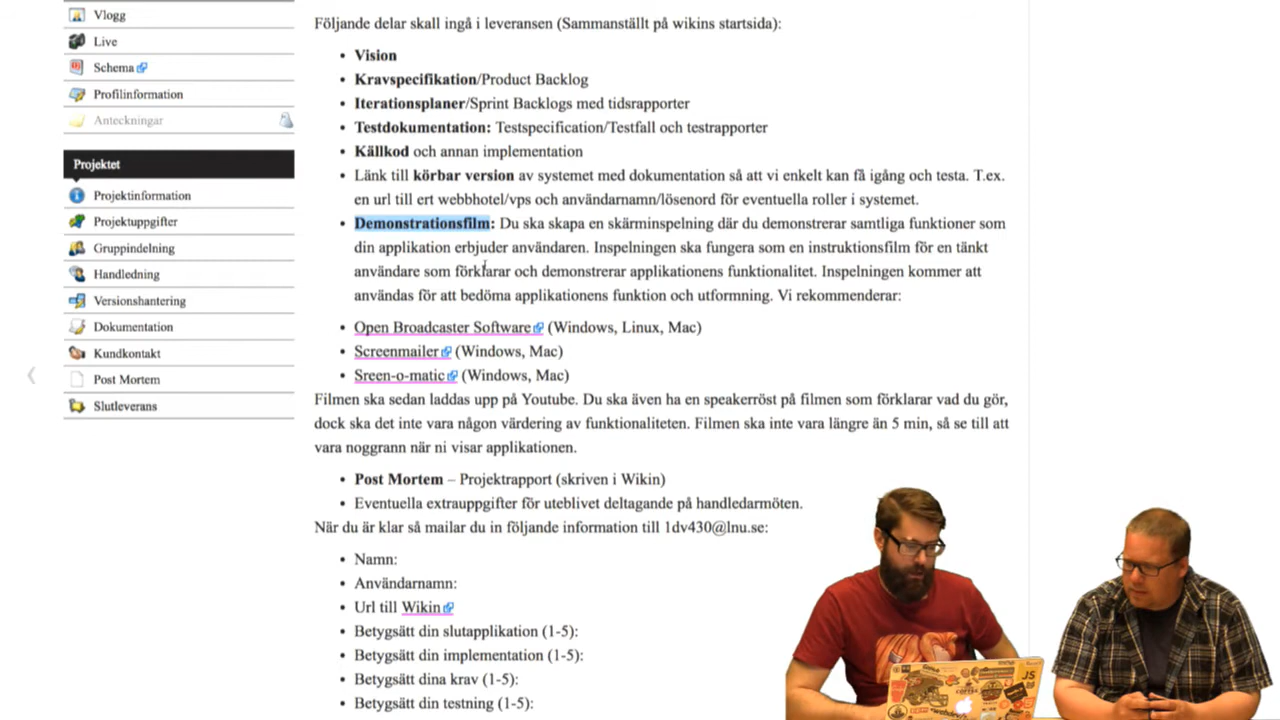 Vlogg
Live
Schema
Profilinformation
Anteckningar
Projektet
Projektinformation
Projektuppgifter
Gruppindelning
Handledning
Versionshantering
Dokumentation
Kundkontakt
Post Mortem
Slutleverans
Följande delar skall ingå i leveransen (Sammanställt på wikins startsida):
• Vision
• Kravspecifikation/Product Backlog
• Iterationsplaner/Sprint Backlogs med tidsrapporter
• Testdokumentation: Testspecification/Testfall och testrapporter
• Källkod och annan implementation
• Länk till körbar version av systemet med dokumentation så att vi enkelt kan få igång och testa. T.ex.
en url till ert webbhotel/vps och användarnamn/lösenord för eventuella roller i systemet.
• Demonstrationsfilm: Du ska skapa en skärminspelning där du demonstrerar samtliga funktioner som
din applikation erbjuder användaren. Inspelningen ska fungera som en instruktionsfilm för en tänkt
användare som förklarar och demonstrerar applikationens funktionalitet. Inspelningen kommer att
användas för att bedöma applikationens funktion och utformning. Vi rekommenderar:
• Open Broadcaster Software (Windows, Linux, Mac)
• Screenmailer (Windows, Mac)
• Sreen-o-matic (Windows, Mac)
Filmen ska sedan laddas upp på Youtube. Du ska även ha en speakerröst på filmen som förklarar vad du gör,
dock ska det inte vara någon värdering av funktionaliteten. Filmen ska inte vara längre än 5 min, så se till att
vara noggrann när ni visar applikationen.
• Post Mortem – Projektrapport (skriven i Wikin)
• Eventuella extrauppgifter för uteblivet deltagande på handledarmöten.
När du är klar så mailar du in följande information till 1dv430@lnu.se:
• Namn:
• Användarnamn:
• Url till Wikin
• Betygsätt din slutapplikation (1-5):
• Betygsätt din implementation (1-5):
• Betygsätt dina krav (1-5):
• Betygsätt din testning (1-5):
JS